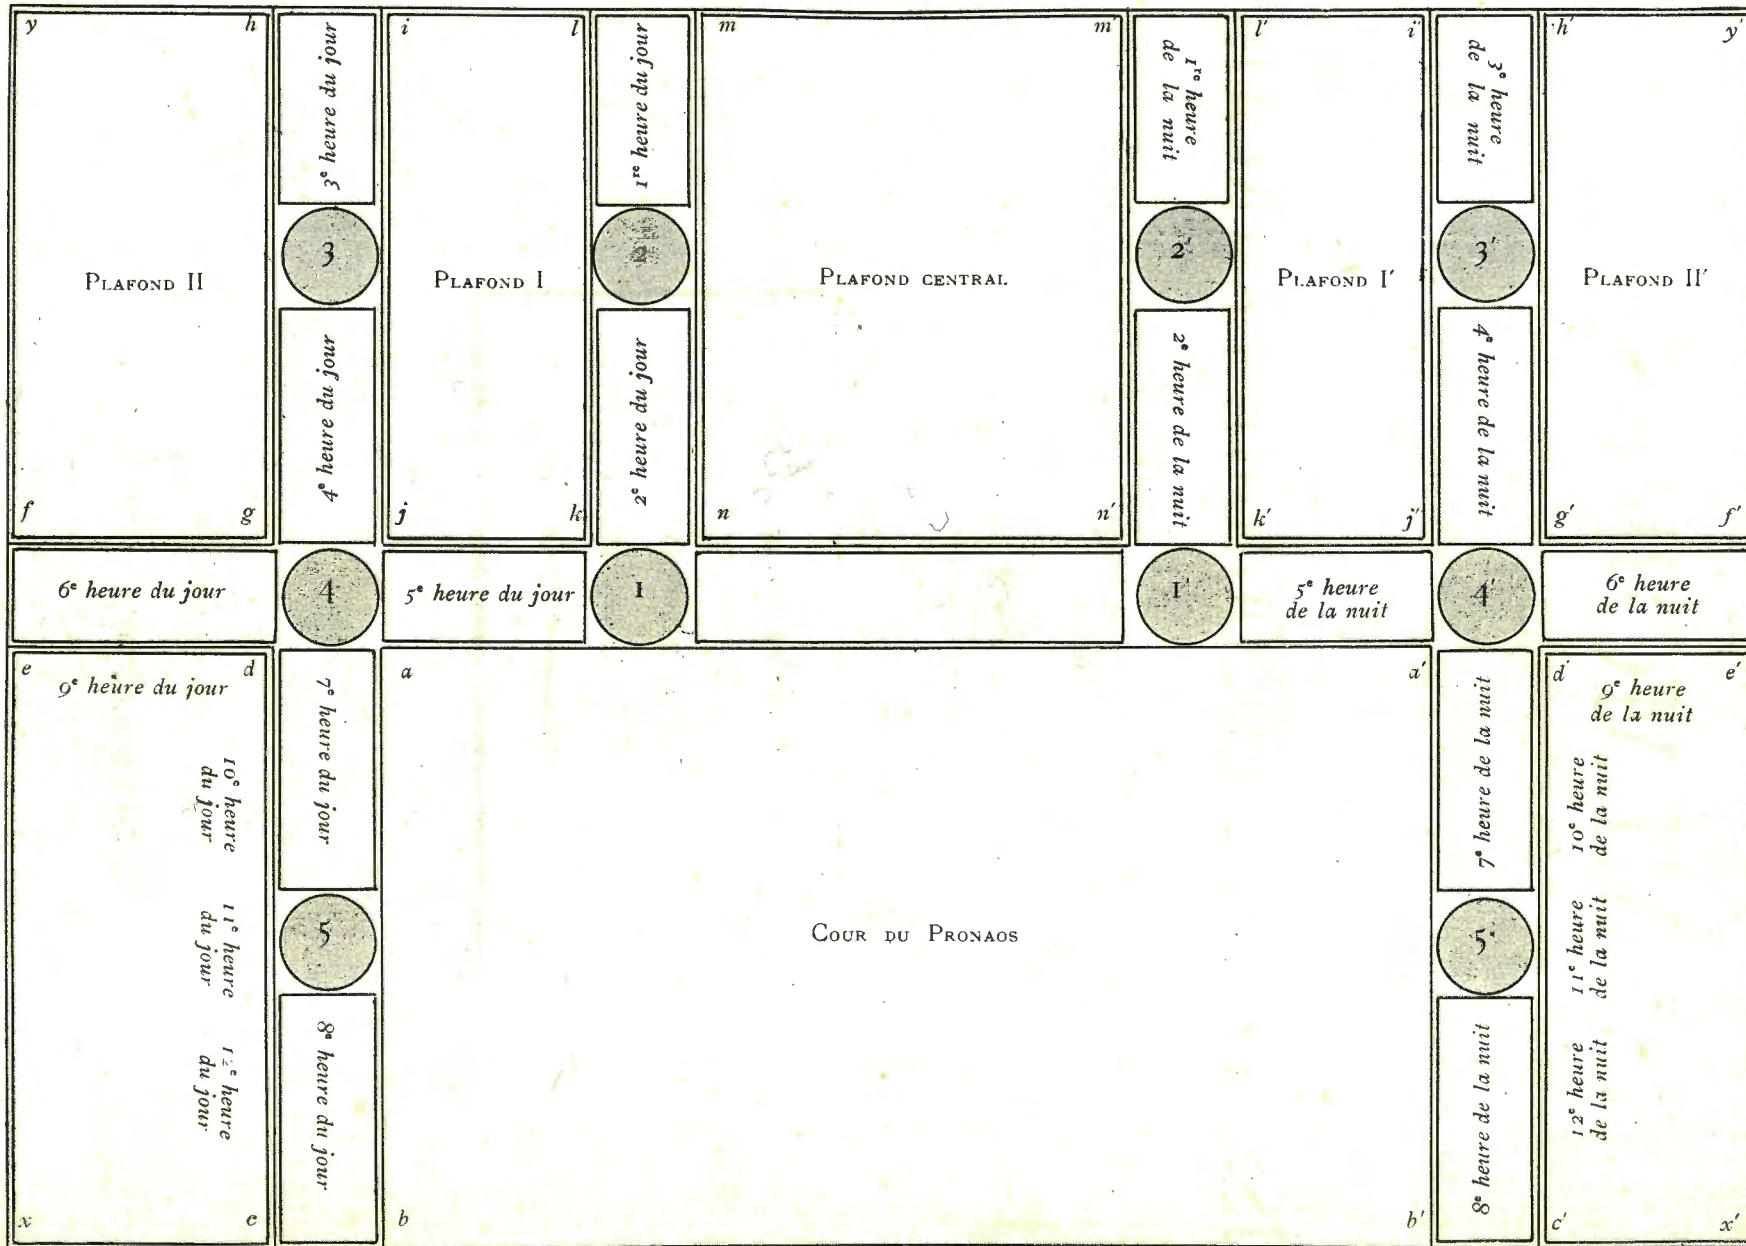 y h
3e heure du jour
i l
1re heure du jour
m m'
1re heure
de la nuit
l' i'
3e heure
de la nuit
h' y'
3
2
2'
3'
PLAFOND II
PLAFOND I
PLAFOND CENTRAL
PLAFOND I'
PLAFOND II'
4e heure du jour
2e heure du jour
2e heure de la nuit
4e heure de la nuit
f g
j k
n n'
k' j'
g' f'
6e heure du jour
4
5e heure du jour
1
1'
5e heure
de la nuit
4'
6e heure
de la nuit
e d
9e heure du jour
7e heure du jour
a a'
7e heure de la nuit
d' e'
9e heure
de la nuit
10e heure
du jour
10e heure
de la nuit
11e heure
du jour
5
COUR DU PRONAOS
5'
11e heure
de la nuit
12e heure
du jour
8e heure du jour
8e heure de la nuit
12e heure
de la nuit
x c
b b'
c' x'